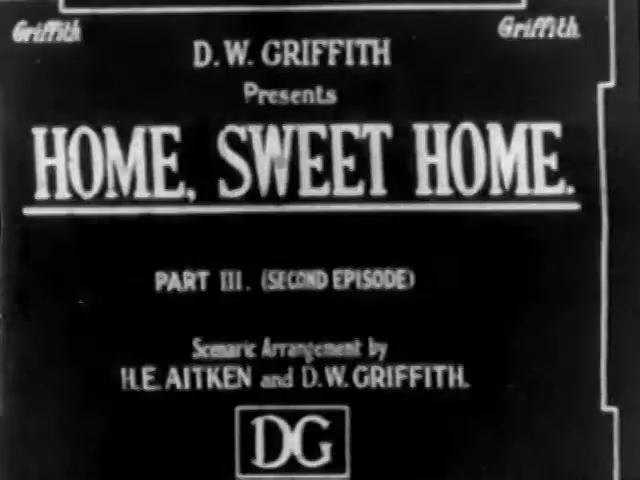 Griffith Griffith
D. W. GRIFFITH
Presents
HOME, SWEET HOME.
PART III. (SECOND EPISODE)
Scenaric Arrangement by
H.E. AITKEN and D.W. GRIFFITH.
DG